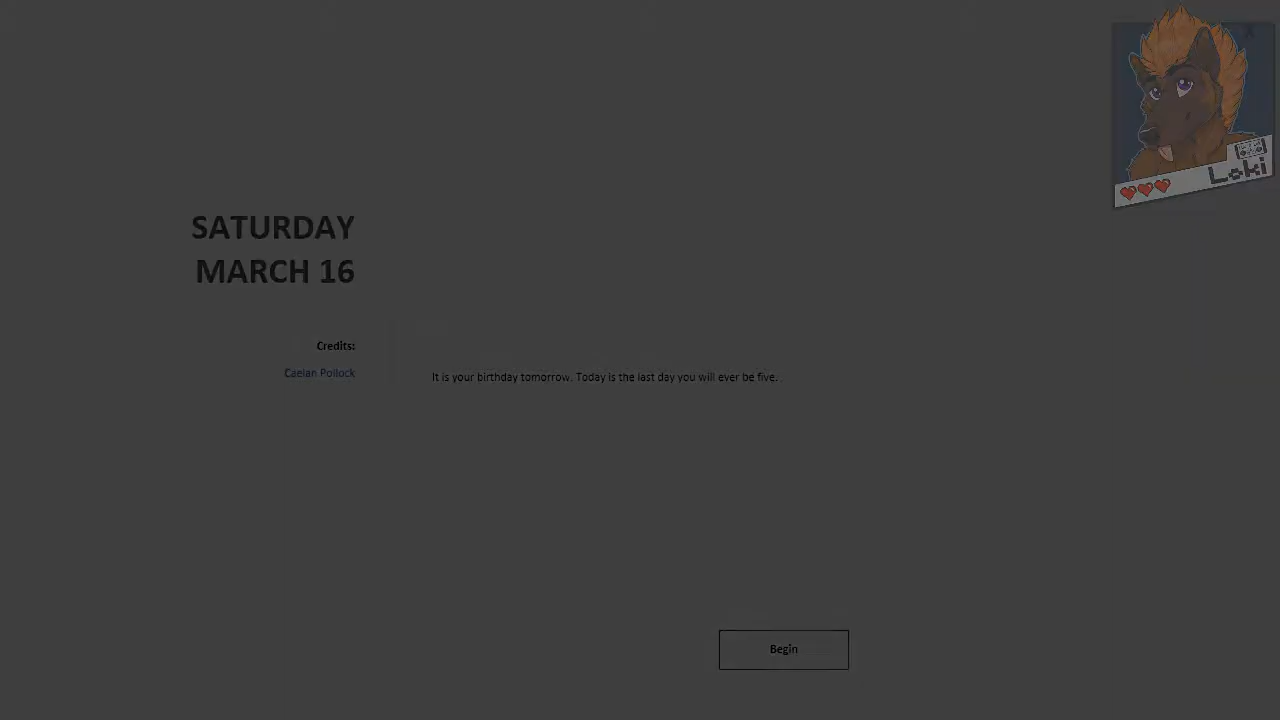 SATURDAY
MARCH 16
Credits:
Caelan Pollock
It is your birthday tomorrow. Today is the last day you will ever be five.
Begin
Loki